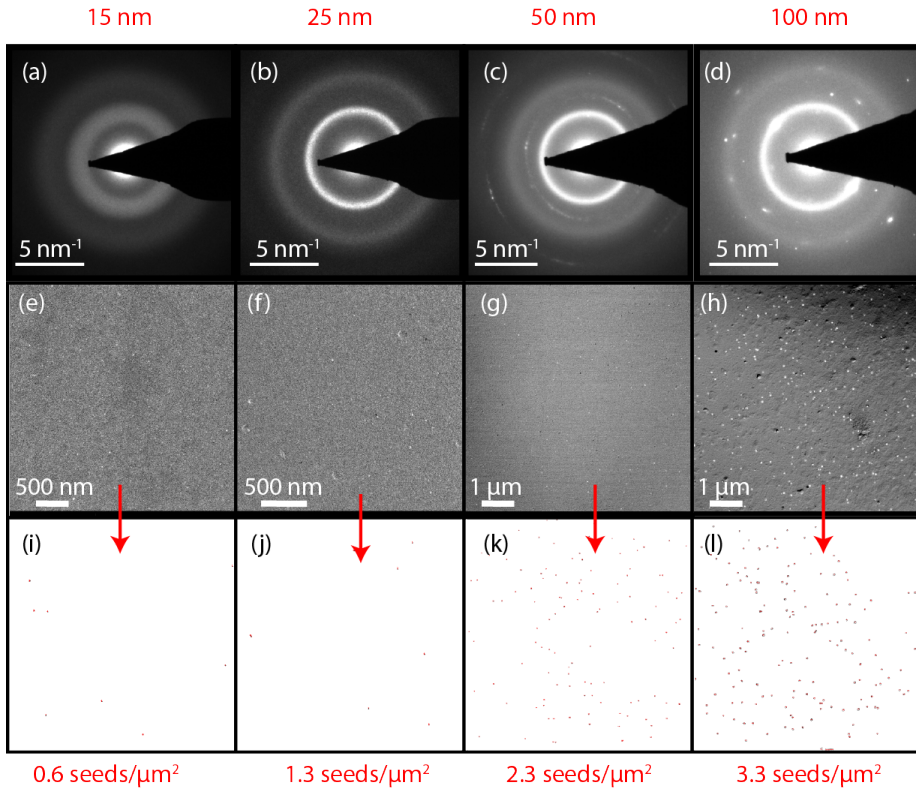 15 nm 25 nm 50 nm 100 nm
(a) (b) (c) (d)
5 nm-1 5 nm-1 5 nm-1 5 nm-1
(e) (f) (g) (h)
500 nm 500 nm 1 µm 1 µm
(i) (j) (k) (l)
0.6 seeds/µm² 1.3 seeds/µm² 2.3 seeds/µm² 3.3 seeds/µm²